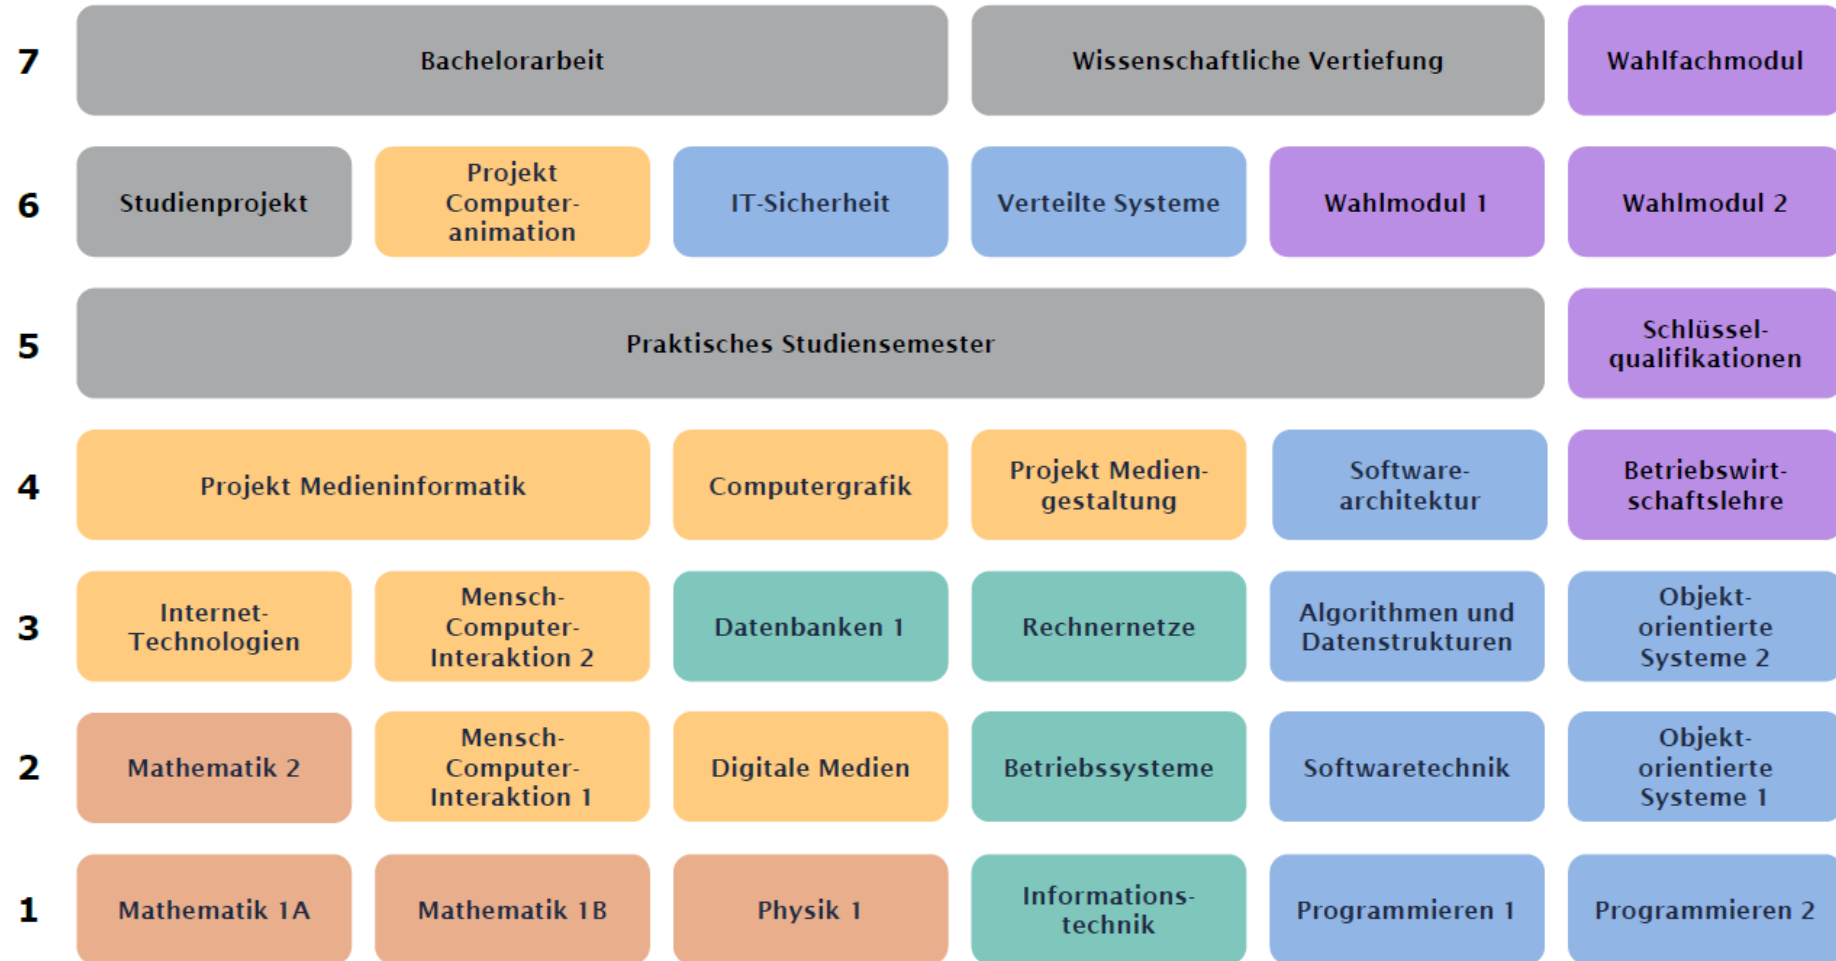 7
Bachelorarbeit
Wissenschaftliche Vertiefung
Wahlfachmodul
6
Studienprojekt
Projekt
Computer-
animation
IT-Sicherheit
Verteilte Systeme
Wahlmodul 1
Wahlmodul 2
5
Praktisches Studiensemester
Schlüssel-
qualifikationen
4
Projekt Medieninformatik
Computergrafik
Projekt Medien-
gestaltung
Software-
architektur
Betriebswirt-
schaftslehre
3
Internet-
Technologien
Mensch-
Computer-
Interaktion 2
Datenbanken 1
Rechnernetze
Algorithmen und
Datenstrukturen
Objekt-
orientierte
Systeme 2
2
Mathematik 2
Mensch-
Computer-
Interaktion 1
Digitale Medien
Betriebssysteme
Softwaretechnik
Objekt-
orientierte
Systeme 1
1
Mathematik 1A
Mathematik 1B
Physik 1
Informations-
technik
Programmieren 1
Programmieren 2